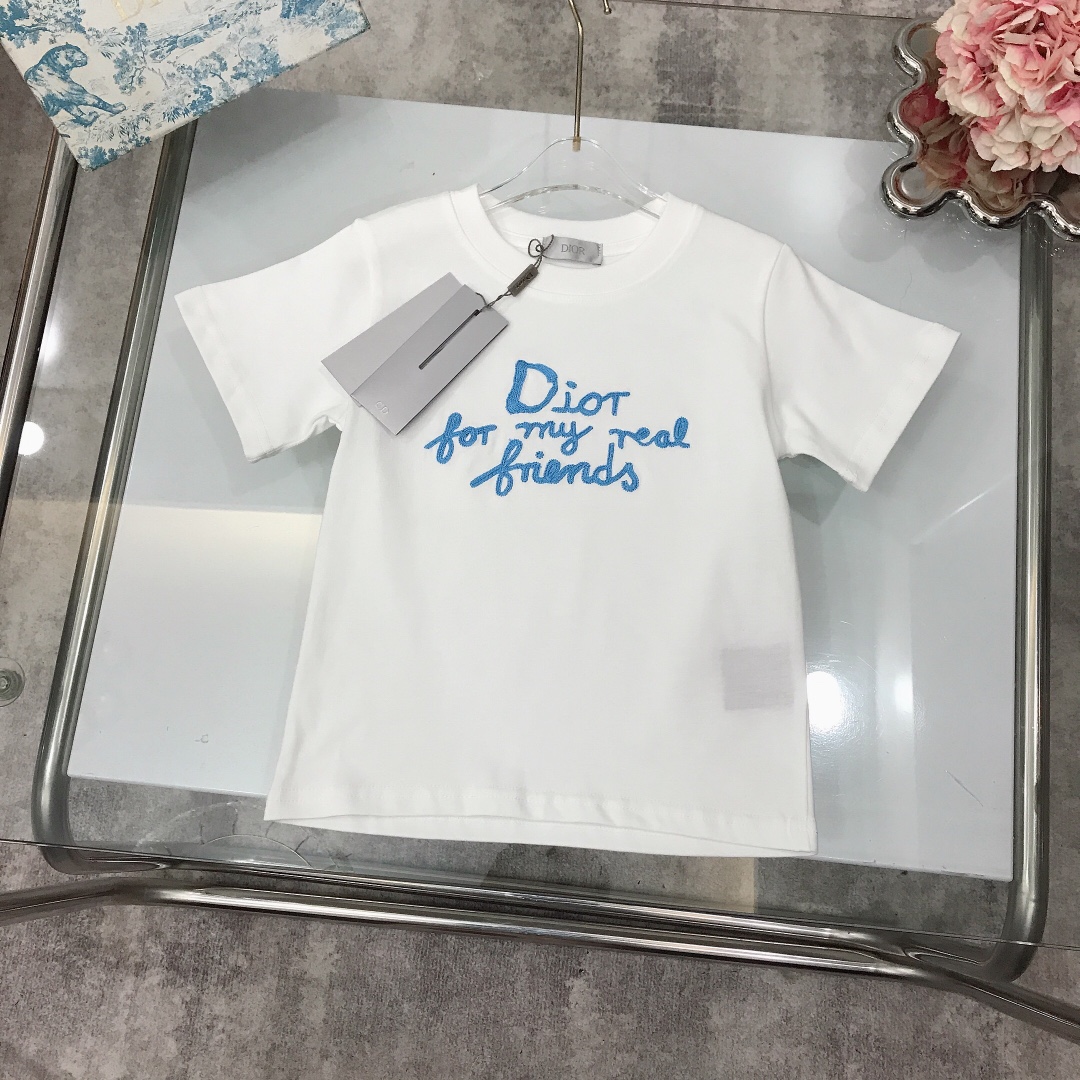 DIOR
Dior
for my real
friends